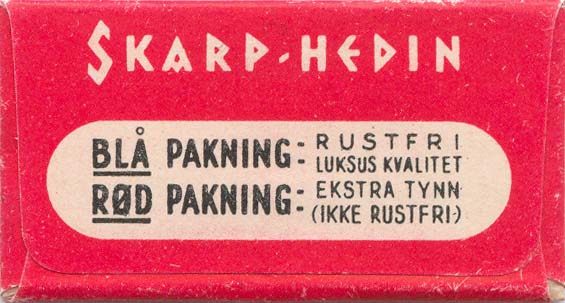 SKARP-HEDIN
BLÅ PAKNING: RUSTFRI
LUKSUS KVALITET
RØD PAKNING: EKSTRA TYNN
(IKKE RUSTFRI)